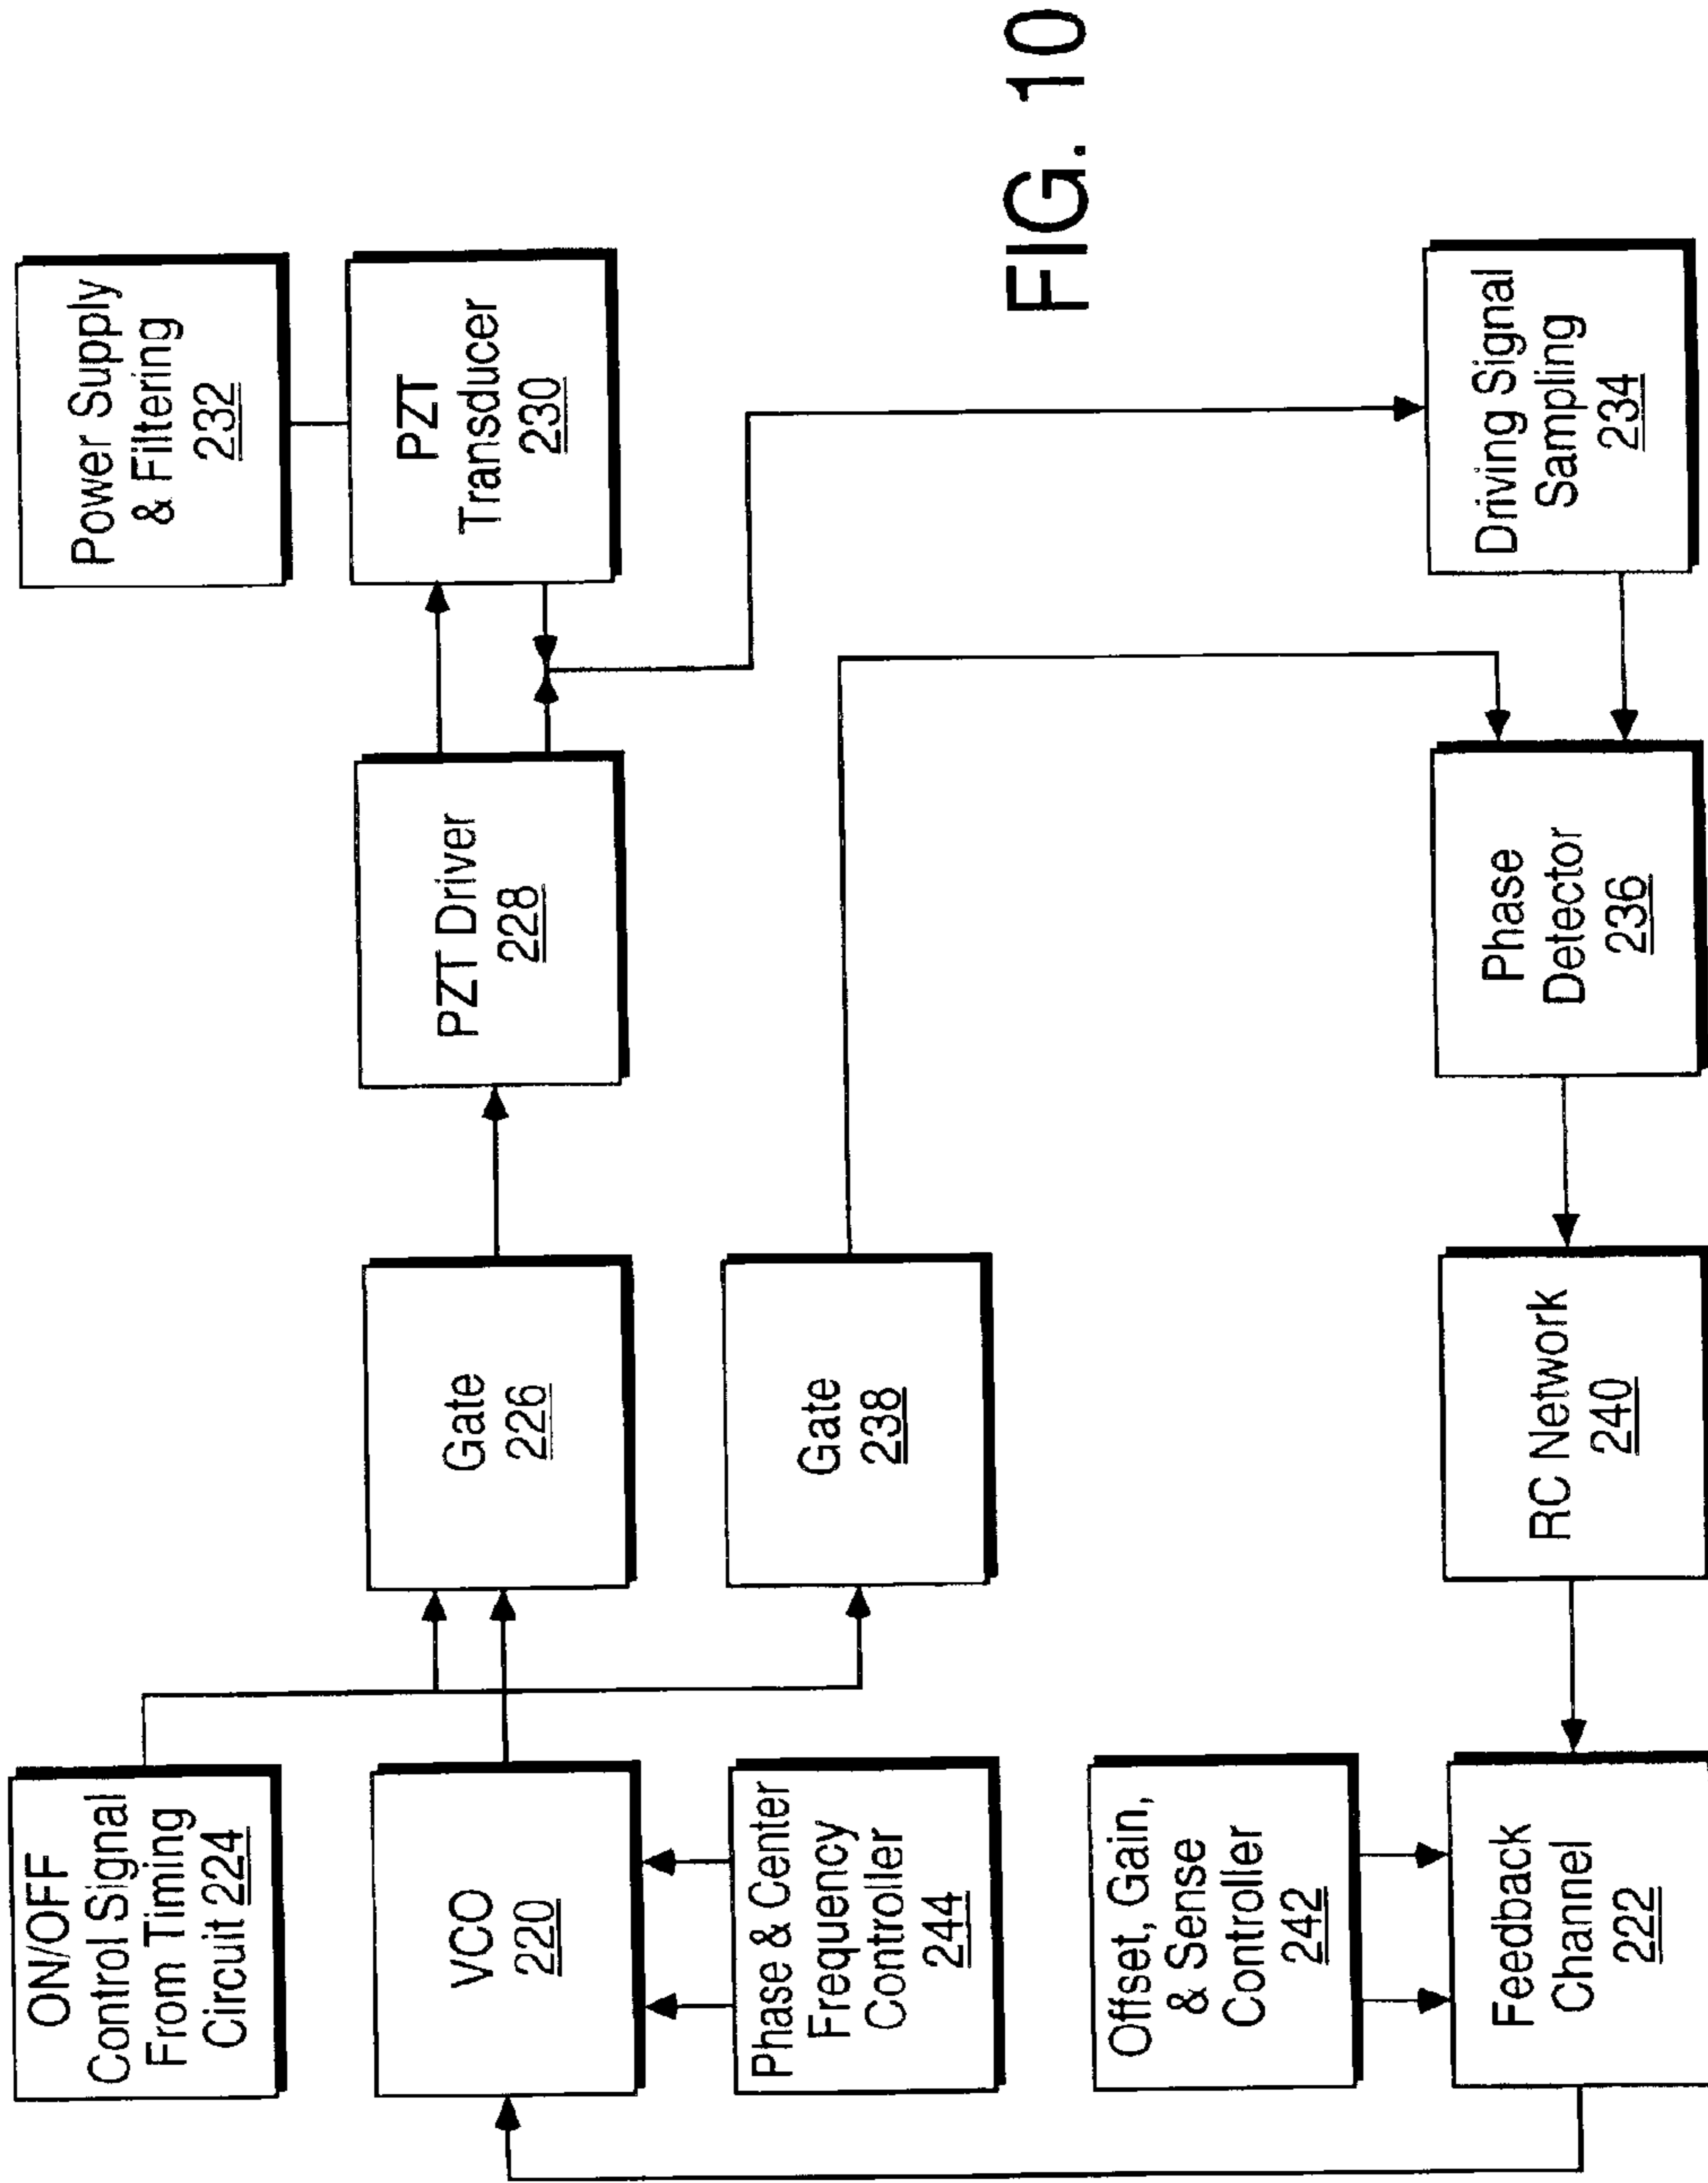 ON/OFF
Control Signal
From Timing
Circuit 224
VCO
220
Phase & Center
Frequency
Controller
244
Offset, Gain,
& Sense
Controller
242
Feedback
Channel
222
Gate
226
Gate
238
RC Network
240
PZT Driver
228
Phase
Detector
236
Power Supply
& Filtering
232
PZT
Transducer
230
Driving Signal
Sampling
234
FIG. 10